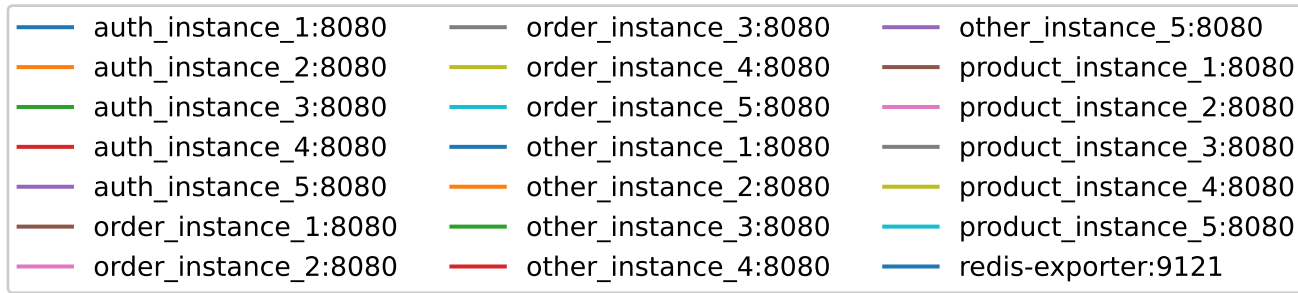 auth_instance_1:8080
auth_instance_2:8080
auth_instance_3:8080
auth_instance_4:8080
auth_instance_5:8080
order_instance_1:8080
order_instance_2:8080
order_instance_3:8080
order_instance_4:8080
order_instance_5:8080
other_instance_1:8080
other_instance_2:8080
other_instance_3:8080
other_instance_4:8080
other_instance_5:8080
product_instance_1:8080
product_instance_2:8080
product_instance_3:8080
product_instance_4:8080
product_instance_5:8080
redis-exporter:9121